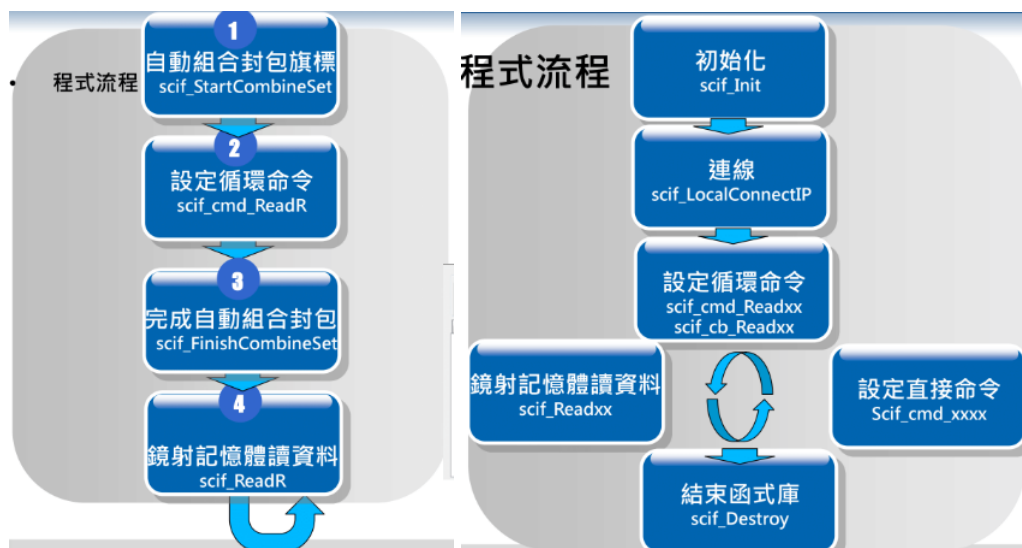 1
自動組合封包旗標
scif_StartCombineSet
• 程式流程
2
設定循環命令
scif_cmd_ReadR
3
完成自動組合封包
scif_FinishCombineSet
4
鏡射記憶體讀資料
scif_ReadR
程式流程
初始化
scif_Init
連線
scif_LocalConnectIP
設定循環命令
scif_cmd_Readxx
scif_cb_Readxx
鏡射記憶體讀資料
scif_Readxx
設定直接命令
Scif_cmd_xxxx
結束函式庫
scif_Destroy